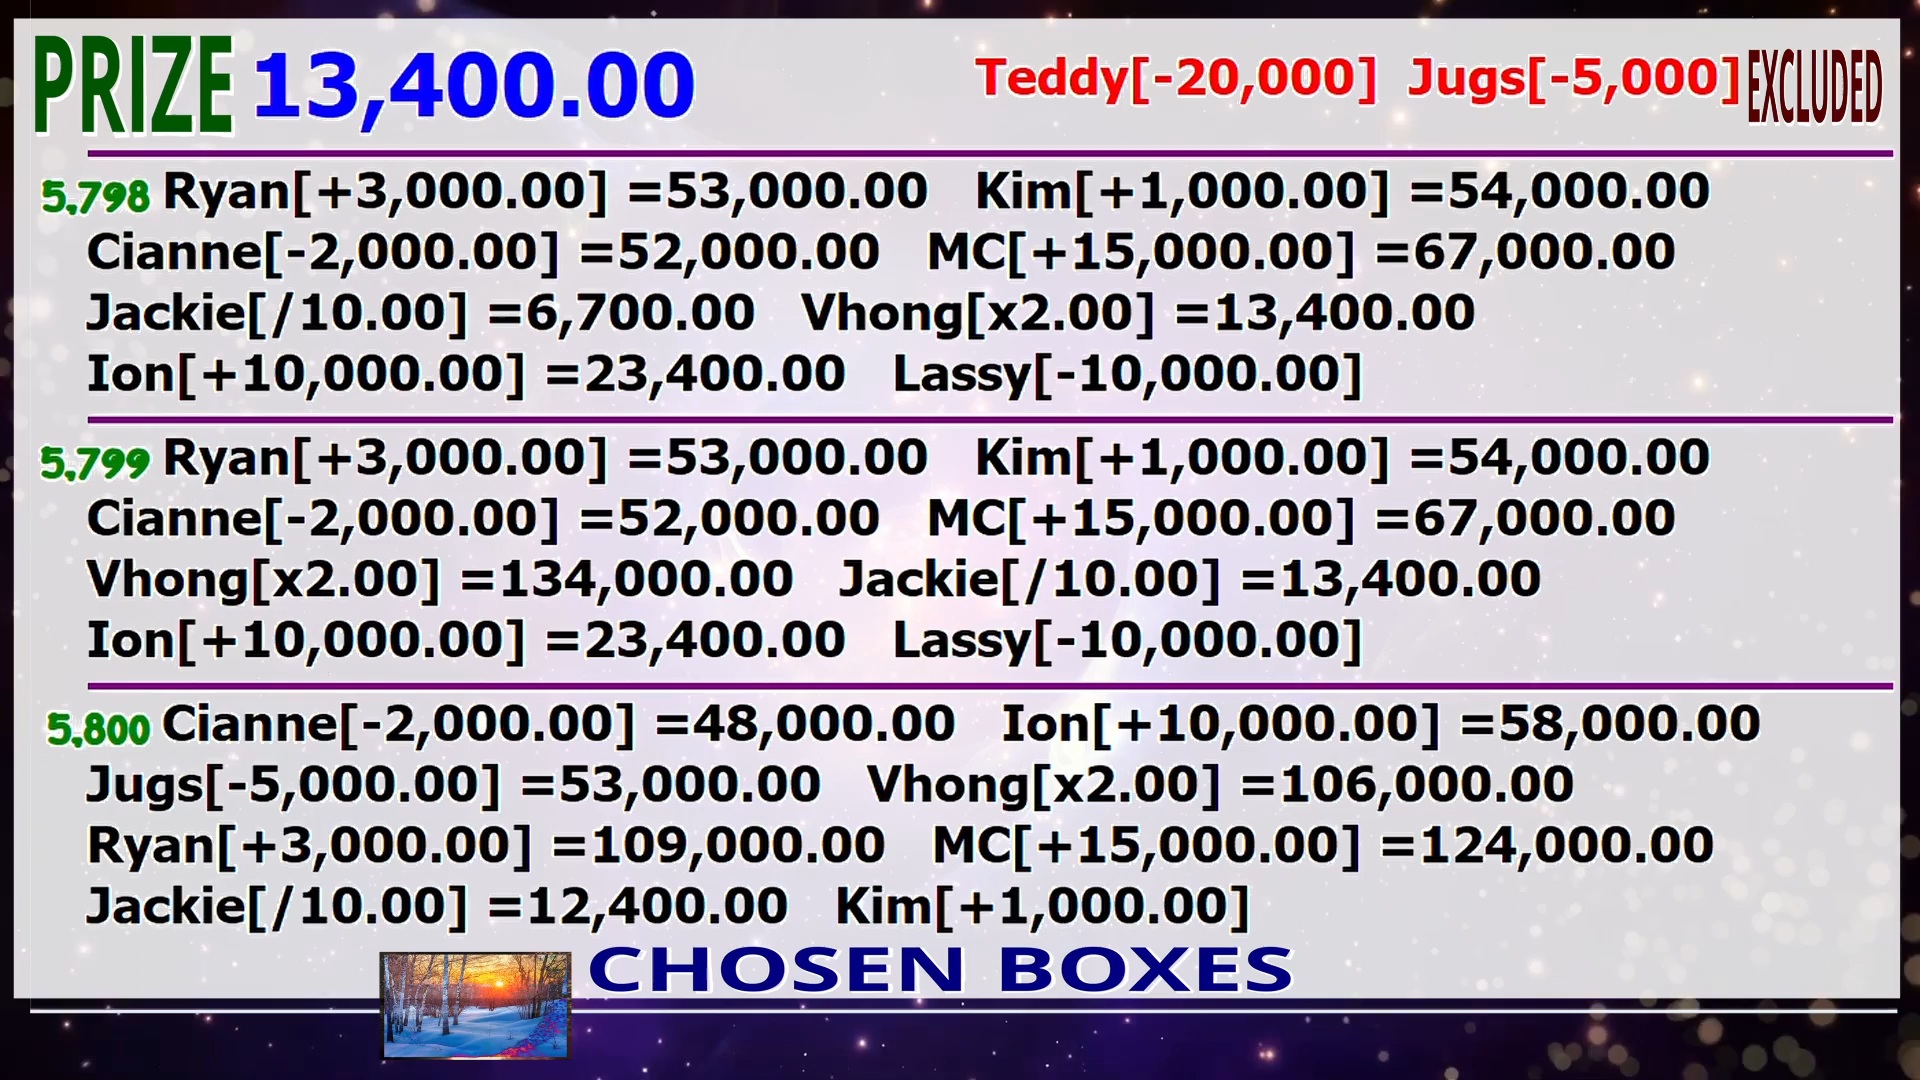 PRIZE 13,400.00 Teddy[-20,000] Jugs[-5,000] EXCLUDED
5,798 Ryan[+3,000.00] =53,000.00 Kim[+1,000.00] =54,000.00
Cianne[-2,000.00] =52,000.00 MC[+15,000.00] =67,000.00
Jackie[/10.00] =6,700.00 Vhong[x2.00] =13,400.00
Ion[+10,000.00] =23,400.00 Lassy[-10,000.00]
5,799 Ryan[+3,000.00] =53,000.00 Kim[+1,000.00] =54,000.00
Cianne[-2,000.00] =52,000.00 MC[+15,000.00] =67,000.00
Vhong[x2.00] =134,000.00 Jackie[/10.00] =13,400.00
Ion[+10,000.00] =23,400.00 Lassy[-10,000.00]
5,800 Cianne[-2,000.00] =48,000.00 Ion[+10,000.00] =58,000.00
Jugs[-5,000.00] =53,000.00 Vhong[x2.00] =106,000.00
Ryan[+3,000.00] =109,000.00 MC[+15,000.00] =124,000.00
Jackie[/10.00] =12,400.00 Kim[+1,000.00]
CHOSEN BOXES